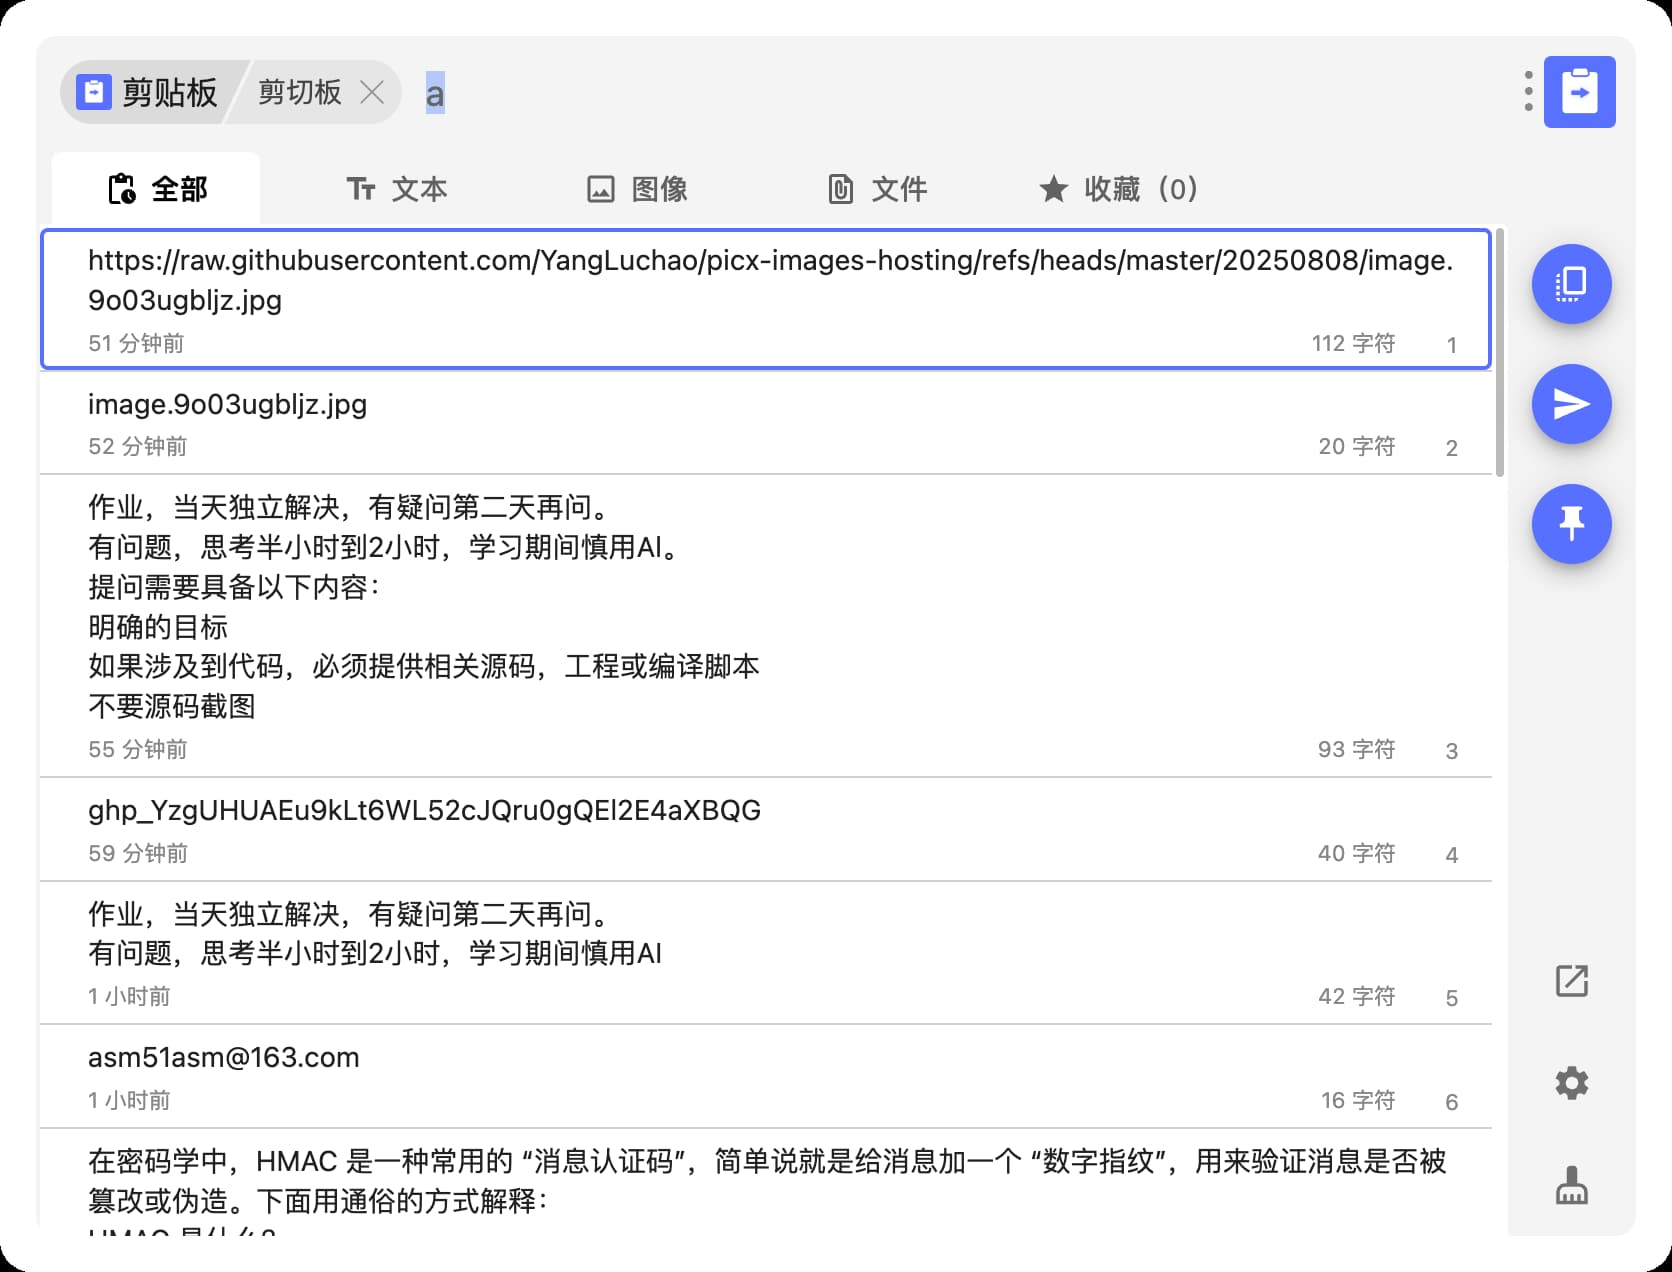 剪贴板
剪切板
a
全部
文本
图像
文件
收藏（0）
https://raw.githubusercontent.com/YangLuchao/picx-images-hosting/refs/heads/master/20250808/image.
9o03ugbljz.jpg
51 分钟前
112 字符
1
image.9o03ugbljz.jpg
52 分钟前
20 字符
2
作业，当天独立解决，有疑问第二天再问。
有问题，思考半小时到2小时，学习期间慎用AI。
提问需要具备以下内容：
明确的目标
如果涉及到代码，必须提供相关源码，工程或编译脚本
不要源码截图
55 分钟前
93 字符
3
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
59 分钟前
40 字符
4
作业，当天独立解决，有疑问第二天再问。
有问题，思考半小时到2小时，学习期间慎用AI
1 小时前
42 字符
5
asm51asm@163.com
1 小时前
16 字符
6
在密码学中，HMAC 是一种常用的 “消息认证码”，简单说就是给消息加一个 “数字指纹”，用来验证消息是否被
篡改或伪造。下面用通俗的方式解释：
HMAC 是什么？